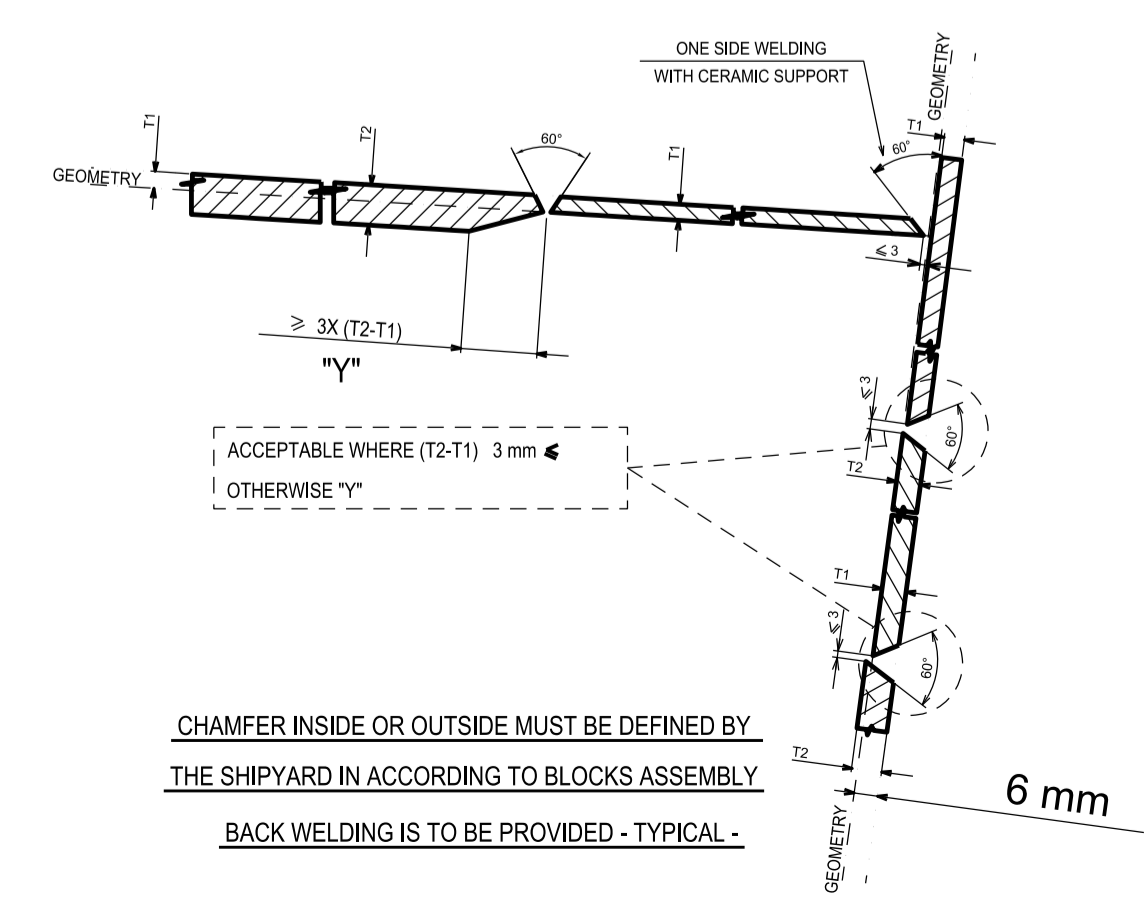 ONE SIDE WELDING
WITH CERAMIC SUPPORT
GEOMETRY
T1
60°
T1
T2
60°
T1
GEOMETRY
≤ 3
≥ 3X (T2-T1)
"Y"
≤ 3
60°
ACCEPTABLE WHERE (T2-T1) 3 mm ≤
OTHERWISE "Y"
T2
T1
≤ 3
60°
CHAMFER INSIDE OR OUTSIDE MUST BE DEFINED BY
THE SHIPYARD IN ACCORDING TO BLOCKS ASSEMBLY
BACK WELDING IS TO BE PROVIDED - TYPICAL -
T2
6 mm
GEOMETRY